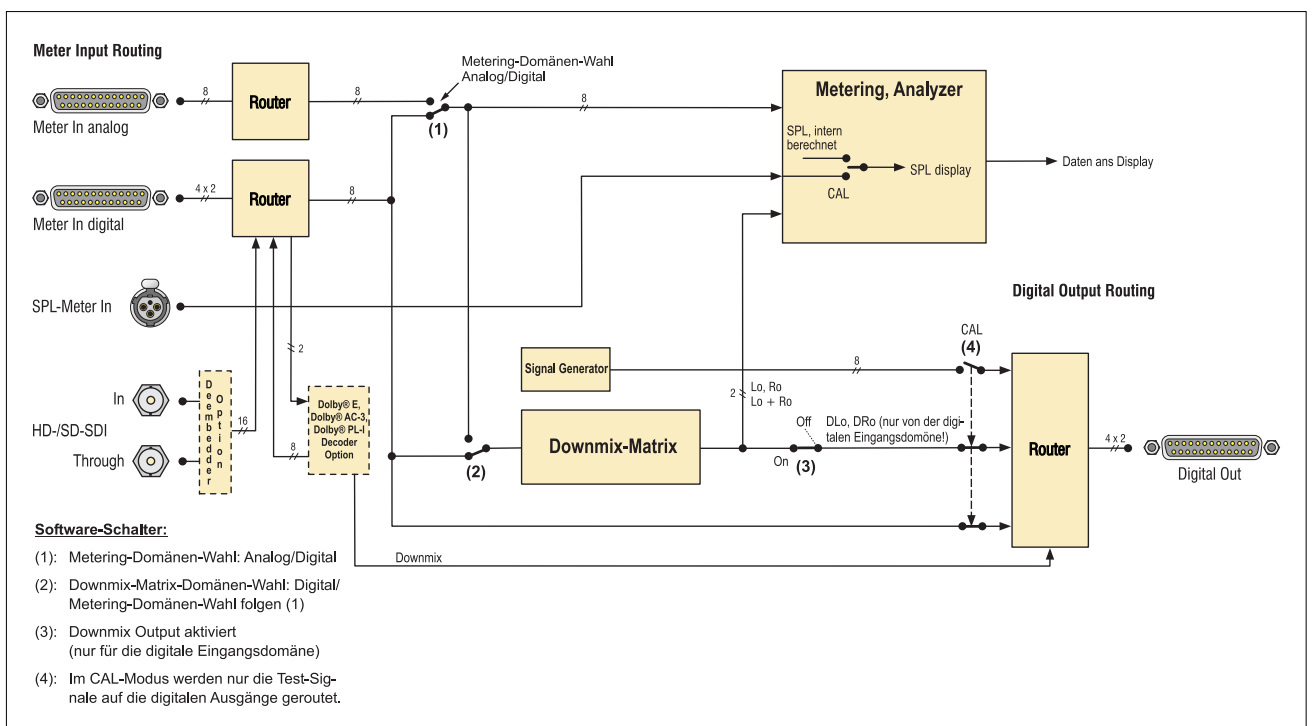 Meter Input Routing
8
Router
8
Metering-Domänen-Wahl
Analog/Digital
(1)
8
Meter In analog
Metering, Analyzer
SPL, intern
berechnet
SPL display
CAL
Daten ans Display
4 x 2
Router
8
Meter In digital
SPL-Meter In
Digital Output Routing
2
CAL
(4)
Signal Generator
8
2
Lo, Ro
Lo + Ro
In
HD-/SD-SDI
Through
Deembedder
Option
16
8
Dolby® E,
Dolby® AC-3,
Dolby® PL-I
Decoder
Option
(2)
Downmix-Matrix
Off
On
(3)
DLo, DRo (nur von der digi-
talen Eingangsdomöne!)
Router
4 x 2
Digital Out
Downmix
Software-Schalter:
(1): Metering-Domänen-Wahl: Analog/Digital
(2): Downmix-Matrix-Domänen-Wahl: Digital/
Metering-Domänen-Wahl folgen (1)
(3): Downmix Output aktiviert
(nur für die digitale Eingangsdomäne)
(4): Im CAL-Modus werden nur die Test-Sig-
nale auf die digitalen Ausgänge geroutet.